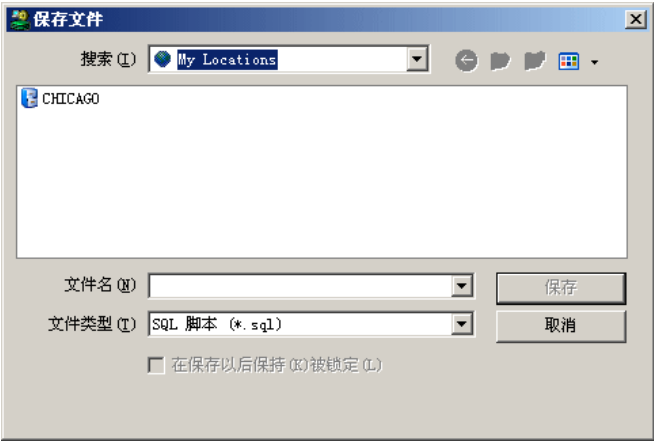 保存文件
搜索(I) My Locations
CHICAGO
文件名(N) 保存
文件类型(T) SQL 脚本 (*.sql) 取消
在保存以后保持(K)被锁定(L)